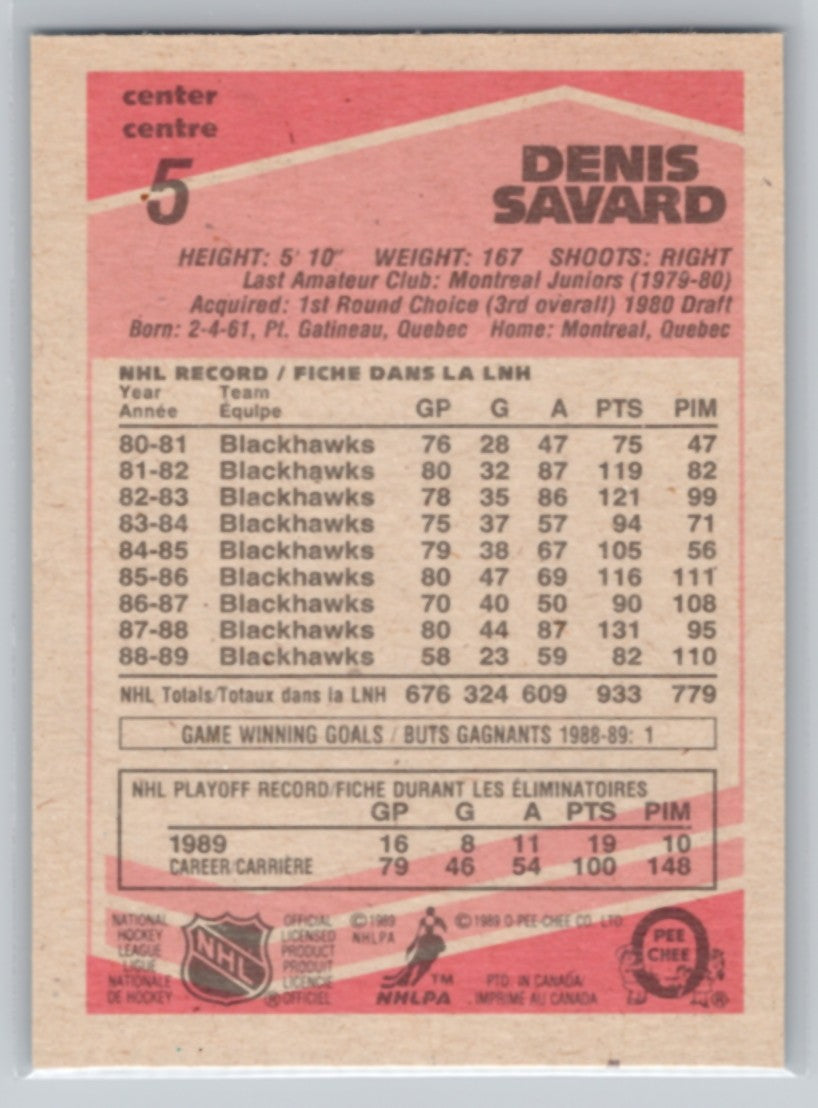 center
centre
5
DENIS
SAVARD
HEIGHT: 5' 10" WEIGHT: 167 SHOOTS: RIGHT
Last Amateur Club: Montreal Juniors (1979-80)
Acquired: 1st Round Choice (3rd overall) 1980 Draft
Born: 2-4-61, Pt. Gatineau, Quebec Home: Montreal, Quebec
NHL RECORD / FICHE DANS LA LNH
Year Team
Année Équipe GP G A PTS PIM
80-81 Blackhawks 76 28 47 75 47
81-82 Blackhawks 80 32 87 119 82
82-83 Blackhawks 78 35 86 121 99
83-84 Blackhawks 75 37 57 94 71
84-85 Blackhawks 79 38 67 105 56
85-86 Blackhawks 80 47 69 116 111
86-87 Blackhawks 70 40 50 90 108
87-88 Blackhawks 80 44 87 131 95
88-89 Blackhawks 58 23 59 82 110
NHL Totals/Totaux dans la LNH 676 324 609 933 779
GAME WINNING GOALS / BUTS GAGNANTS 1988-89: 1
NHL PLAYOFF RECORD/FICHE DURANT LES ÉLIMINATOIRES
GP G A PTS PIM
1989 16 8 11 19 10
CAREER/CARRIÈRE 79 46 54 100 148
NATIONAL
HOCKEY
LEAGUE
LIGUE
NATIONALE
DE HOCKEY
NHL
®
OFFICIAL
LICENSED
PRODUCT
PRODUIT
LICENCIÉ
OFFICIEL
© 1989
NHLPA
TM
NHLPA
© 1989 O-PEE-CHEE CO. LTD
PTD. IN CANADA/
IMPRIMÉ AU CANADA
PEE
CHEE
®